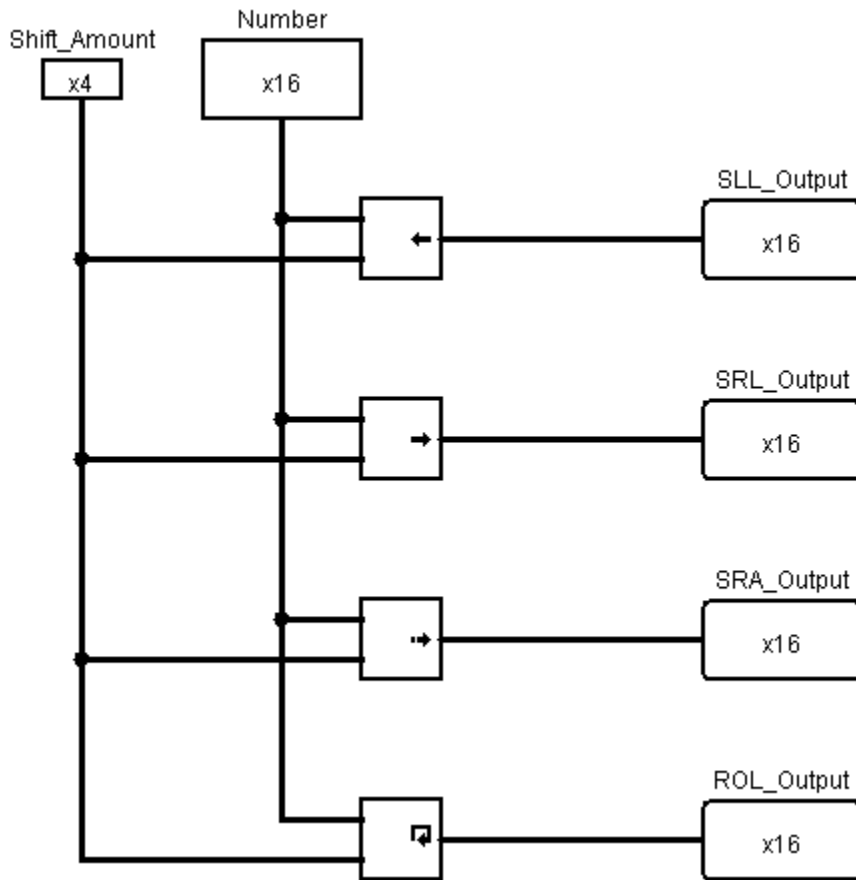 Number
Shift_Amount
x4
x16
SLL_Output
x16
SRL_Output
x16
SRA_Output
x16
ROL_Output
x16